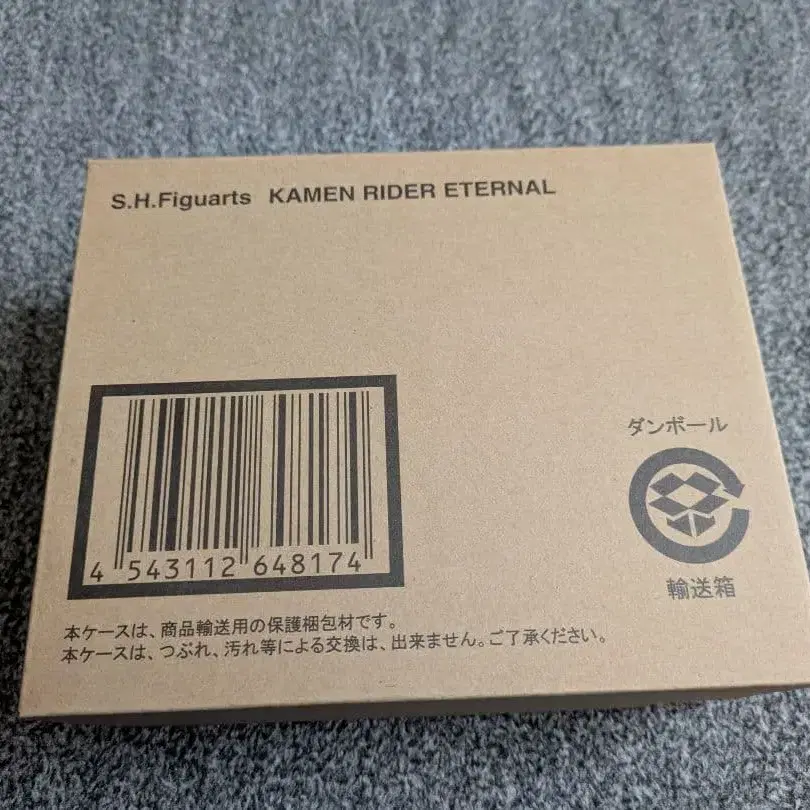 S.H.Figuarts KAMEN RIDER ETERNAL
ダンボール
4 543112 648174
輸送箱
本ケースは、商品輸送用の保護梱包材です。
本ケースは、つぶれ、汚れ等による交換は、出来ません。ご了承ください。